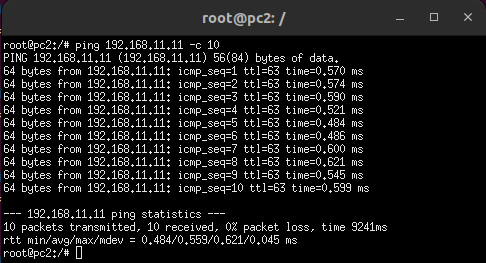 root@pc2: /
root@pc2:/# ping 192.168.11.11 -c 10
PING 192.168.11.11 (192.168.11.11) 56(84) bytes of data.
64 bytes from 192.168.11.11: icmp_seq=1 ttl=63 time=0.570 ms
64 bytes from 192.168.11.11: icmp_seq=2 ttl=63 time=0.574 ms
64 bytes from 192.168.11.11: icmp_seq=3 ttl=63 time=0.590 ms
64 bytes from 192.168.11.11: icmp_seq=4 ttl=63 time=0.521 ms
64 bytes from 192.168.11.11: icmp_seq=5 ttl=63 time=0.484 ms
64 bytes from 192.168.11.11: icmp_seq=6 ttl=63 time=0.486 ms
64 bytes from 192.168.11.11: icmp_seq=7 ttl=63 time=0.600 ms
64 bytes from 192.168.11.11: icmp_seq=8 ttl=63 time=0.621 ms
64 bytes from 192.168.11.11: icmp_seq=9 ttl=63 time=0.545 ms
64 bytes from 192.168.11.11: icmp_seq=10 ttl=63 time=0.599 ms
--- 192.168.11.11 ping statistics ---
10 packets transmitted, 10 received, 0% packet loss, time 9241ms
rtt min/avg/max/mdev = 0.484/0.559/0.621/0.045 ms
root@pc2:/#